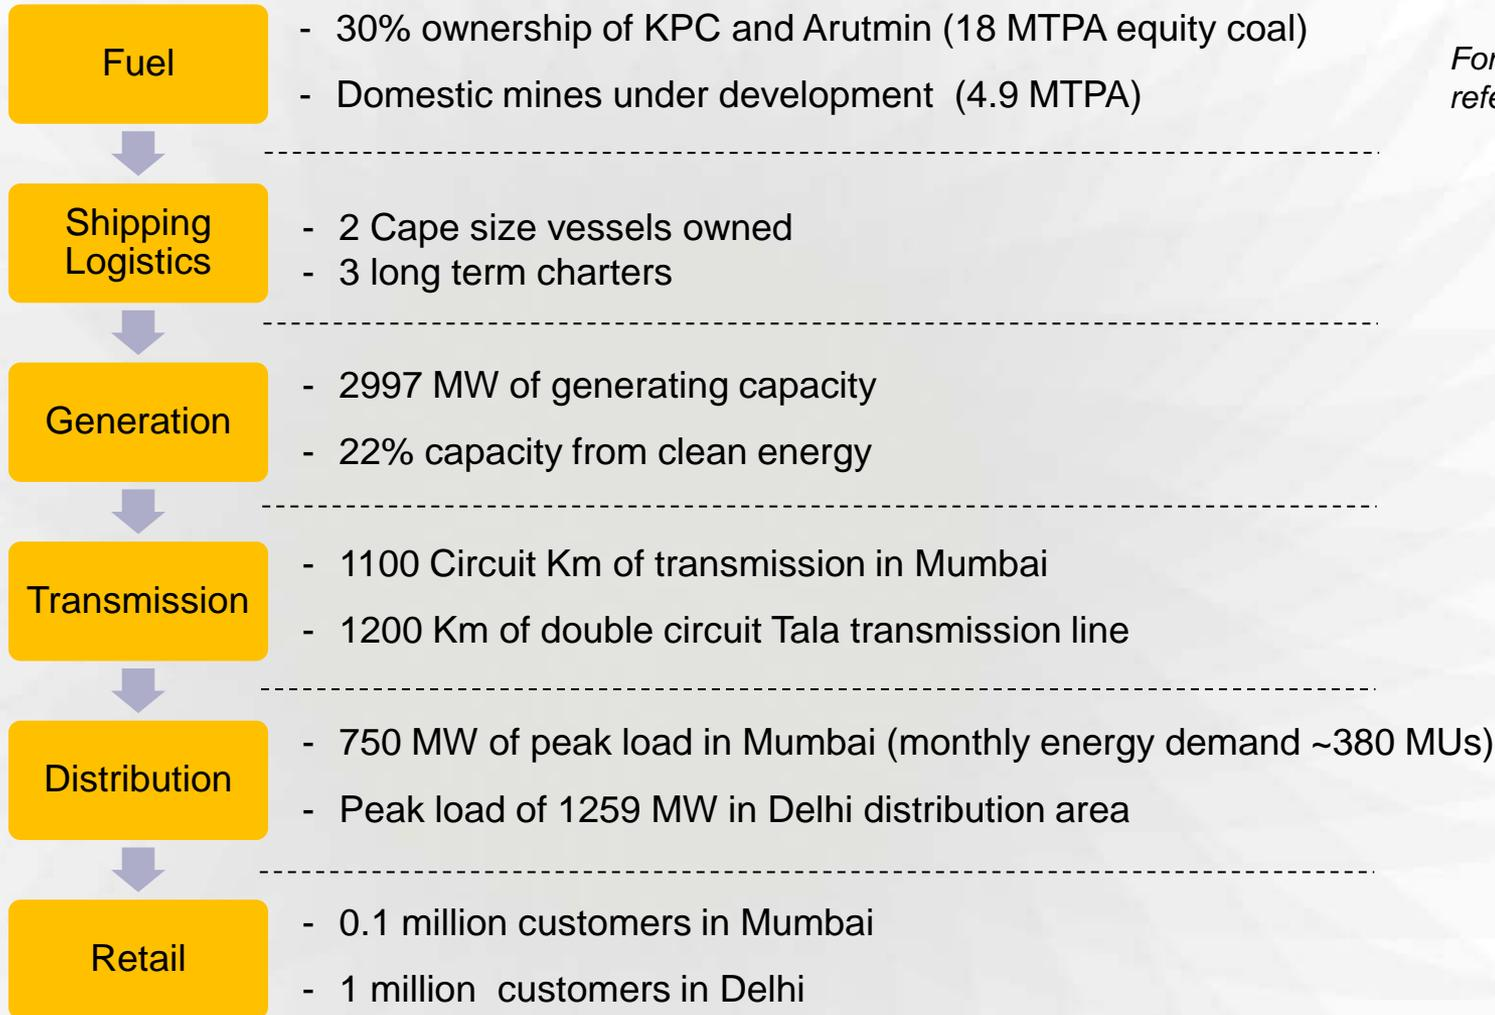 Fuel
- 30% ownership of KPC and Arutmin (18 MTPA equity coal)
- Domestic mines under development (4.9 MTPA)
Shipping
Logistics
- 2 Cape size vessels owned
- 3 long term charters
Generation
- 2997 MW of generating capacity
- 22% capacity from clean energy
Transmission
- 1100 Circuit Km of transmission in Mumbai
- 1200 Km of double circuit Tala transmission line
Distribution
- 750 MW of peak load in Mumbai (monthly energy demand ~380 MUs)
- Peak load of 1259 MW in Delhi distribution area
Retail
- 0.1 million customers in Mumbai
- 1 million customers in Delhi